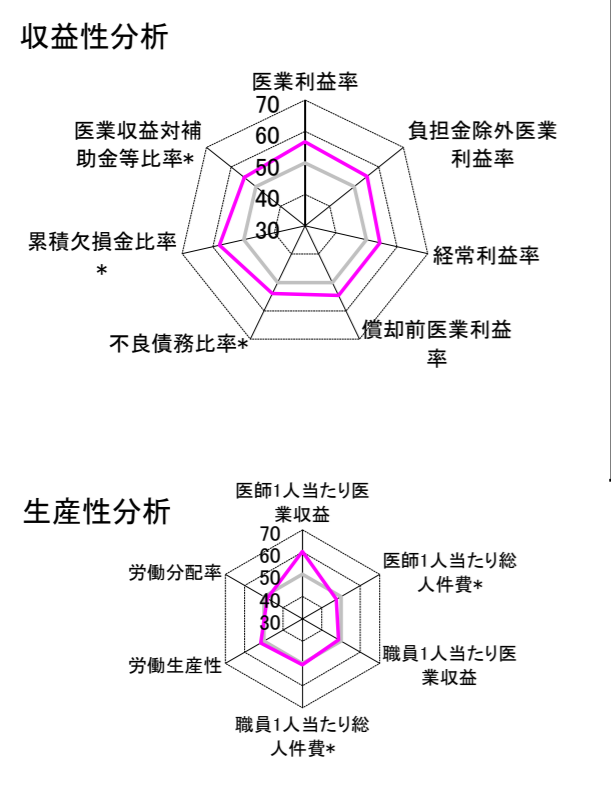 収益性分析
医業利益率
70
60
50
40
30
負担金除外医業
利益率
経常利益率
償却前医業利益
率
不良債務比率*
累積欠損金比率
*
医業収益対補
助金等比率*
生産性分析
医師1人当たり医
業収益
70
60
50
40
30
医師1人当たり総
人件費*
職員1人当たり医
業収益
職員1人当たり総
人件費*
労働生産性
労働分配率